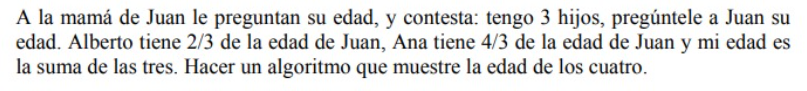 A la mamá de Juan le preguntan su edad, y contesta: tengo 3 hijos, pregúntele a Juan su
edad. Alberto tiene 2/3 de la edad de Juan, Ana tiene 4/3 de la edad de Juan y mi edad es
la suma de las tres. Hacer un algoritmo que muestre la edad de los cuatro.